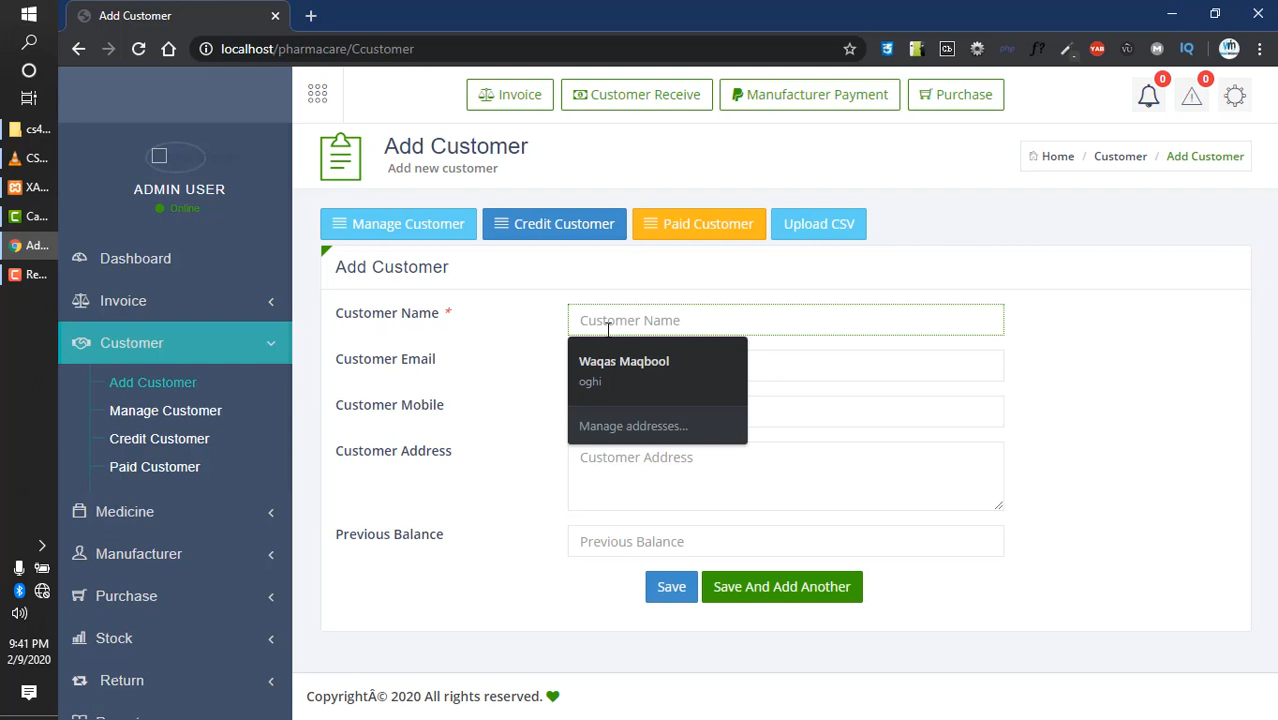 Add Customer
localhost/pharmacare/Ccustomer
Cb
php
f?
YAB
M
IQ
cs4...
CS...
XA...
Ca...
Ad...
Re...
9:41 PM
2/9/2020
ADMIN USER
Online
Dashboard
Invoice
Customer
Add Customer
Manage Customer
Credit Customer
Paid Customer
Medicine
Manufacturer
Purchase
Stock
Return
Invoice
Customer Receive
Manufacturer Payment
Purchase
0
0
Add Customer
Add new customer
Home / Customer / Add Customer
Manage Customer
Credit Customer
Paid Customer
Upload CSV
Add Customer
Customer Name *
Customer Name
Waqas Maqbool
oghi
Manage addresses...
Customer Email
Customer Mobile
Customer Address
Customer Address
Previous Balance
Previous Balance
Save
Save And Add Another
CopyrightÂ© 2020 All rights reserved.